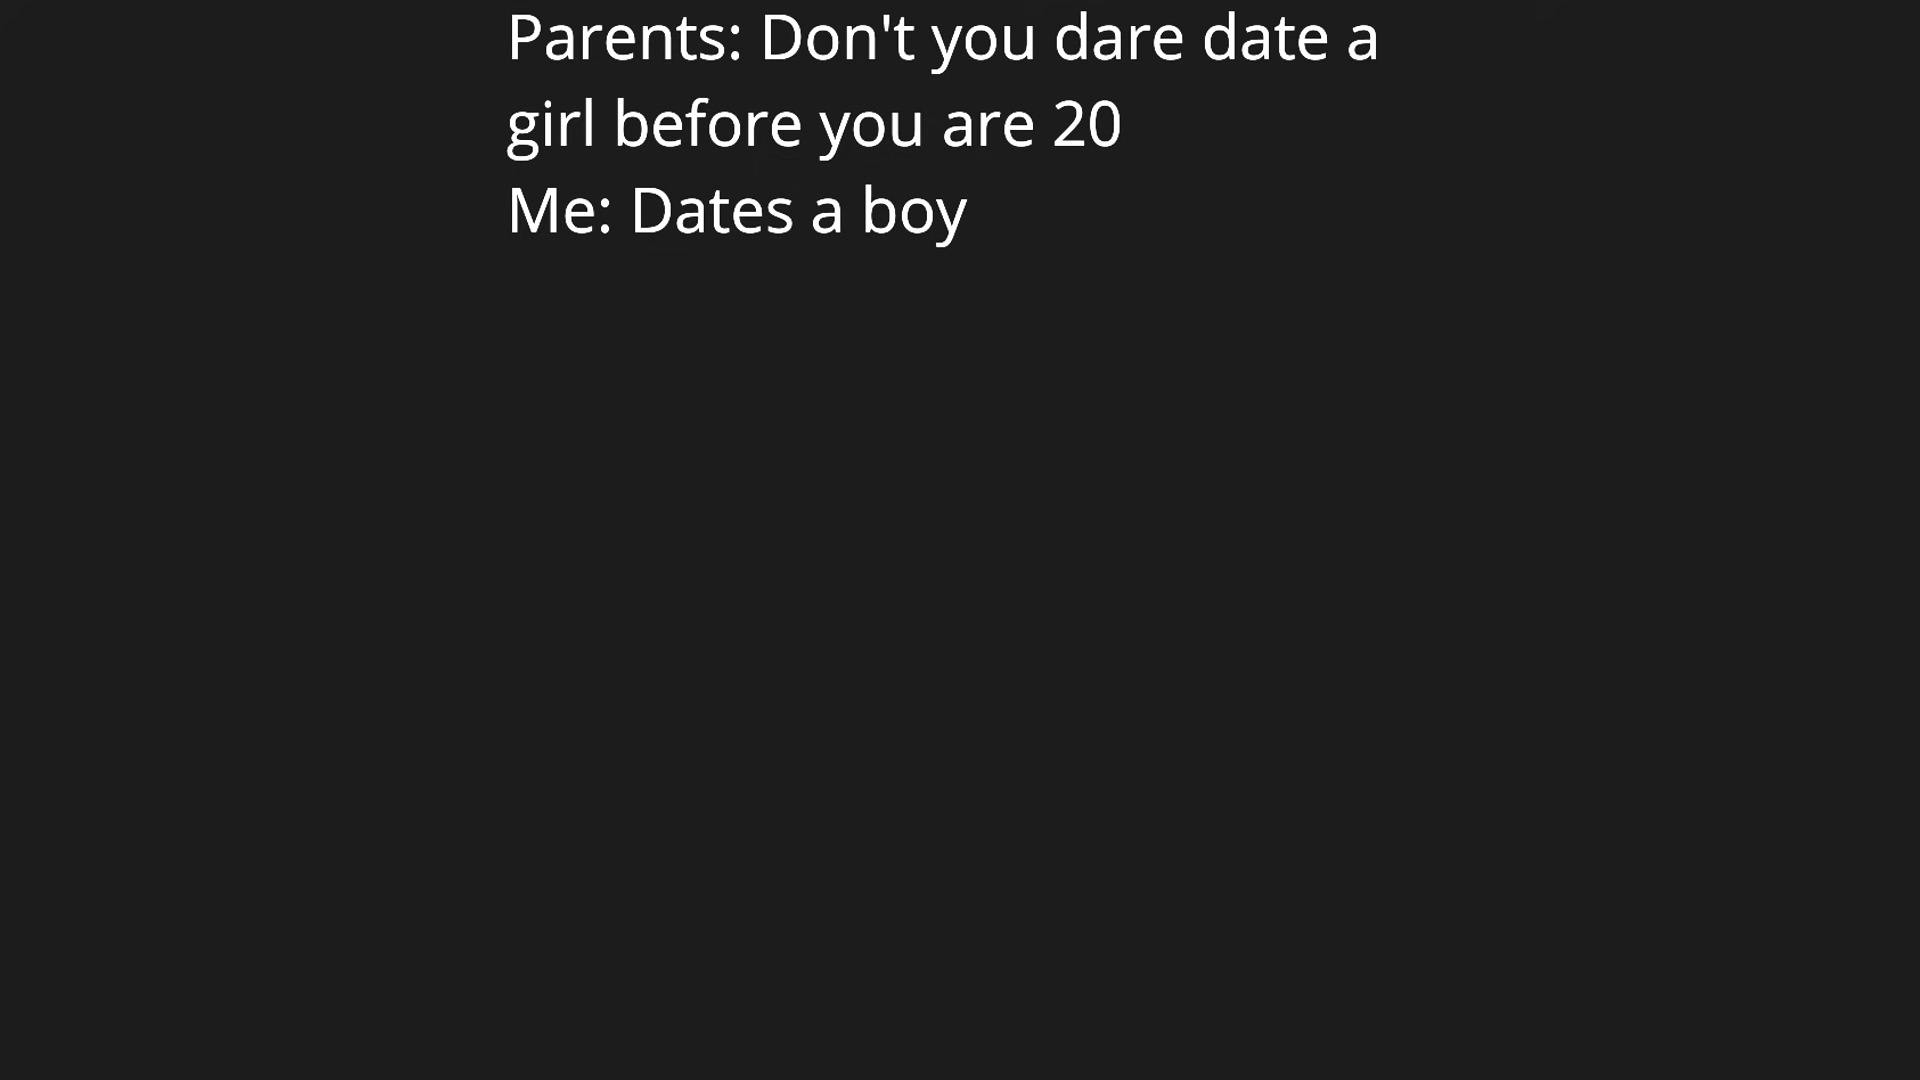 Parents: Don't you dare date a
girl before you are 20
Me: Dates a boy